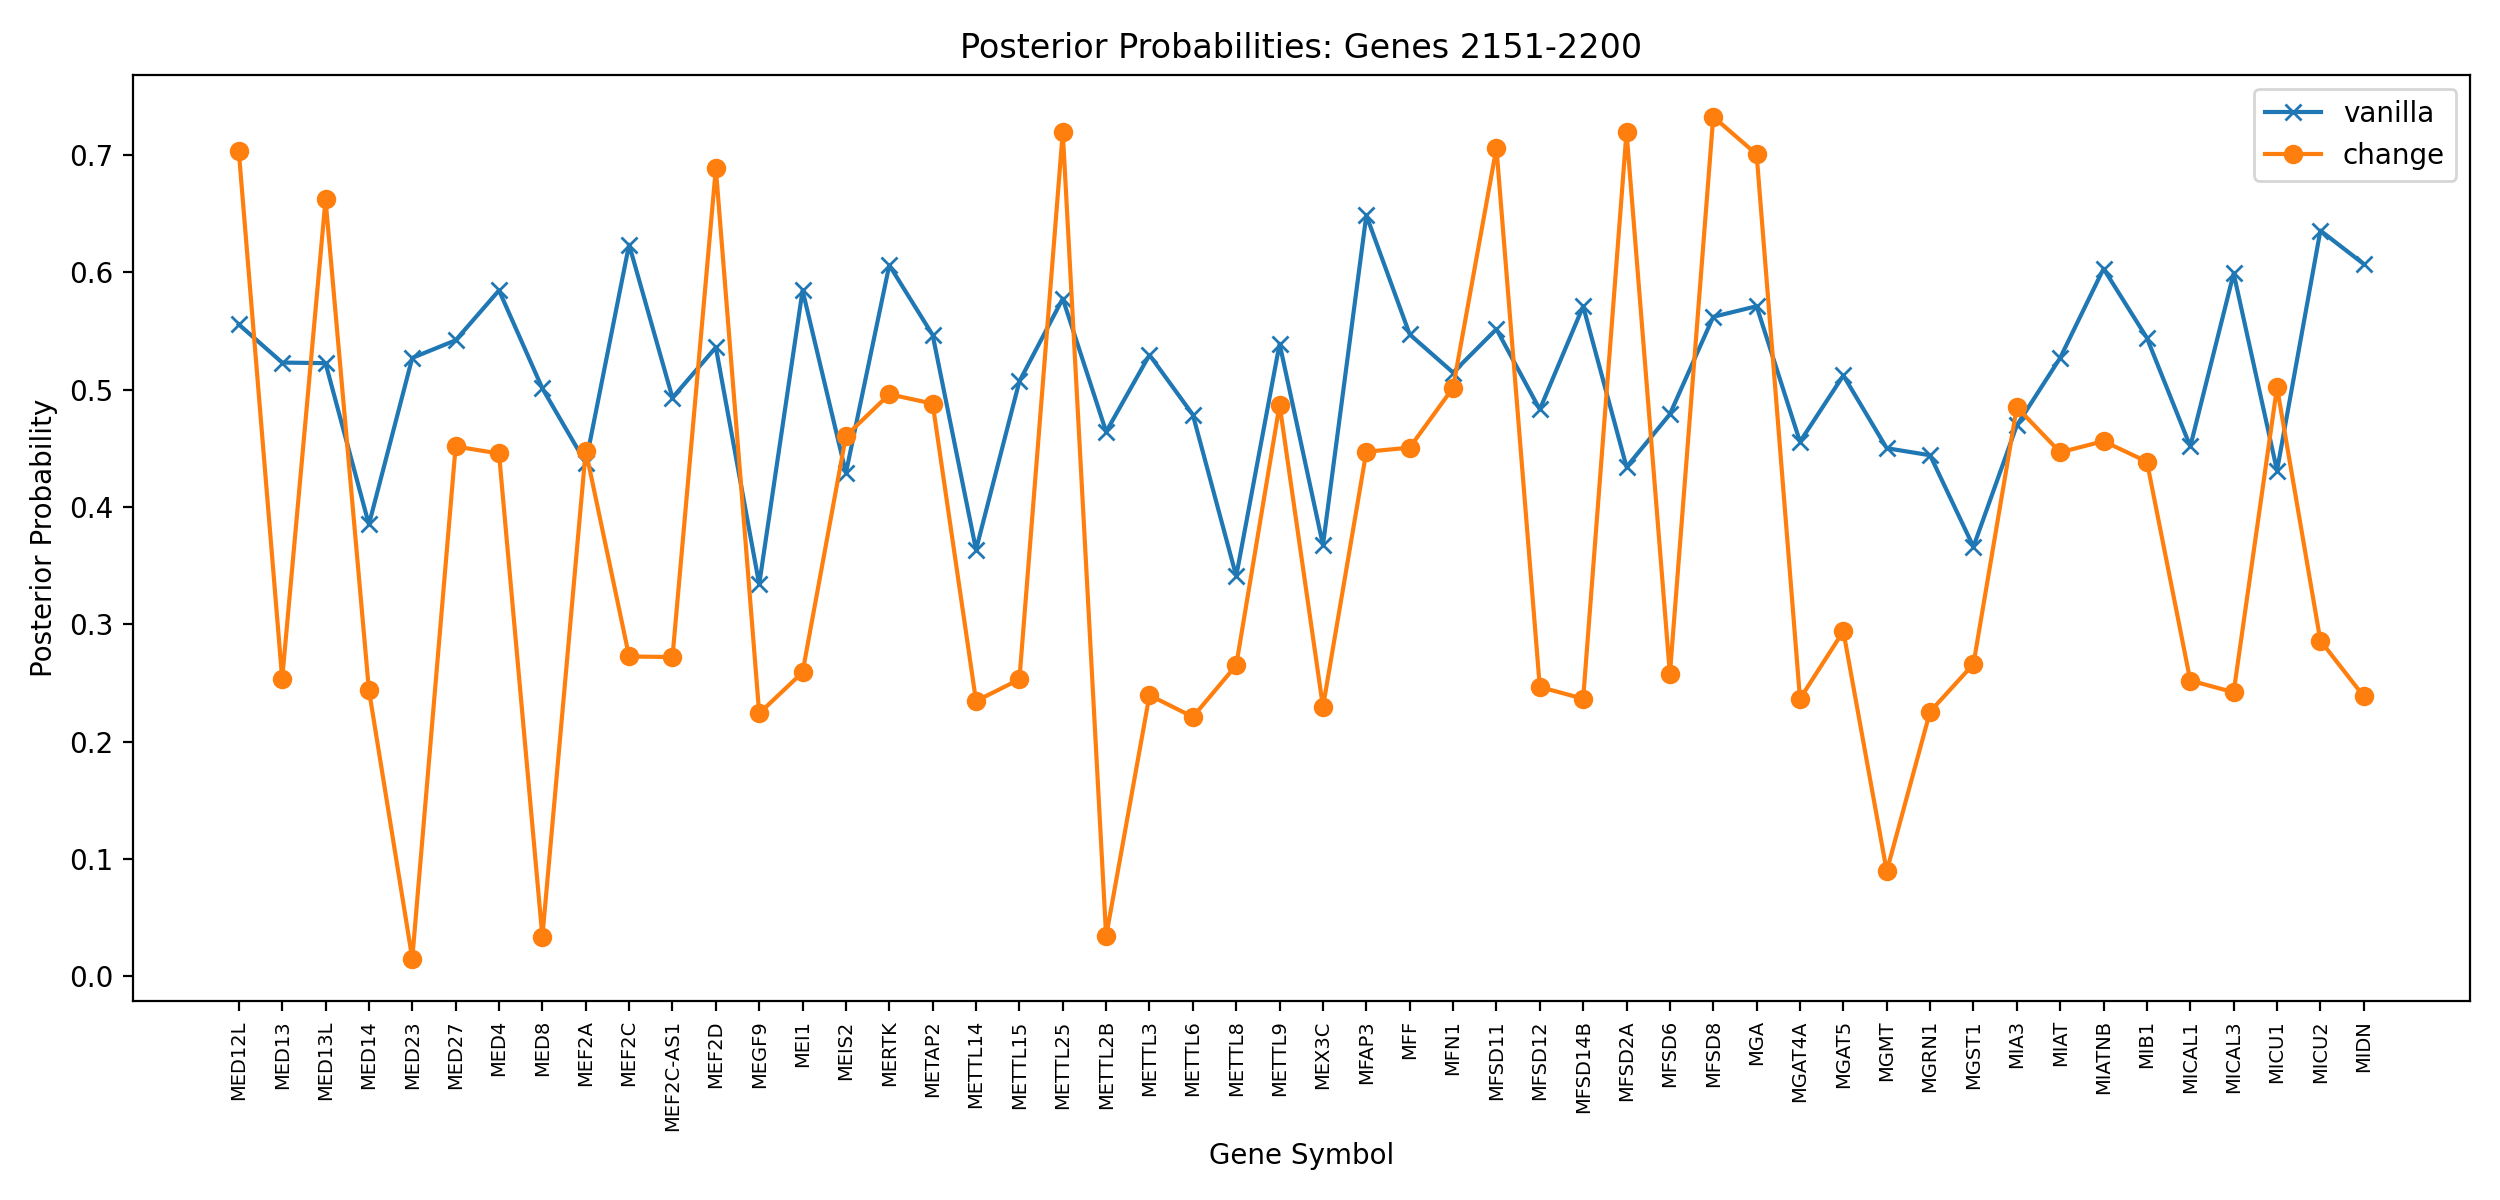 Posterior Probabilities: Genes 2151-2200
vanilla
change
Posterior Probability
0.7
0.6
0.5
0.4
0.3
0.2
0.1
0.0
MED12L
MED13
MED13L
MED14
MED23
MED27
MED4
MED8
MEF2A
MEF2C
MEF2C-AS1
MEF2D
MEGF9
MEI1
MEIS2
MERTK
METAP2
METTL14
METTL15
METTL25
METTL2B
METTL3
METTL6
METTL8
METTL9
MEX3C
MFAP3
MFF
MFN1
MFSD11
MFSD12
MFSD14B
MFSD2A
MFSD6
MFSD8
MGA
MGAT4A
MGAT5
MGMT
MGRN1
MGST1
MIA3
MIAT
MIATNB
MIB1
MICAL1
MICAL3
MICU1
MICU2
MIDN
Gene Symbol